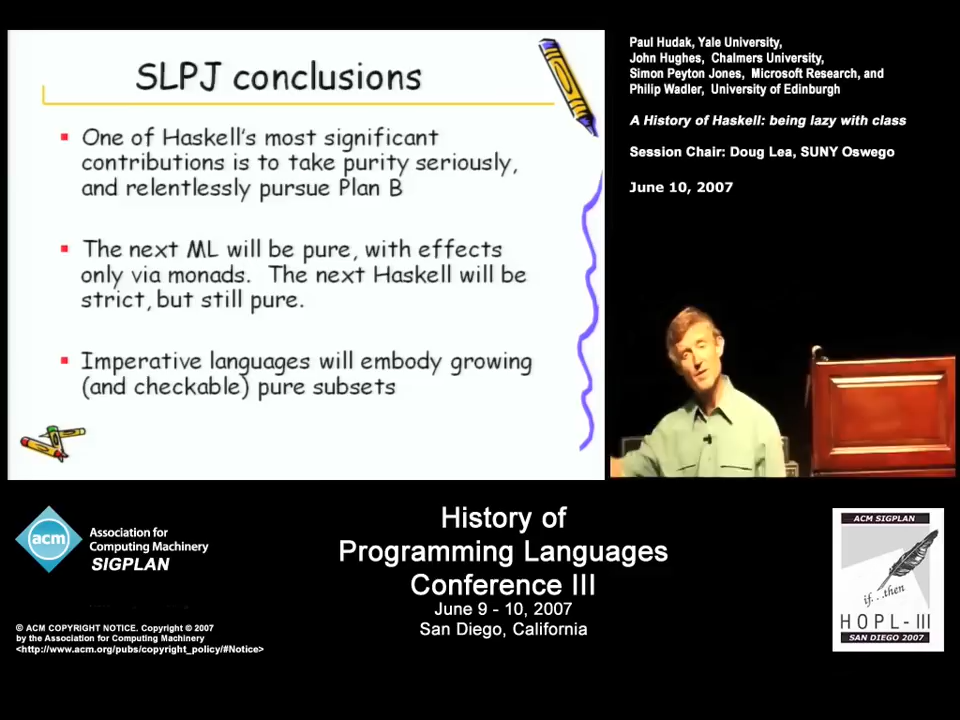 SLPJ conclusions
One of Haskell's most significant
contributions is to take purity seriously,
and relentlessly pursue Plan B
The next ML will be pure, with effects
only via monads. The next Haskell will be
strict, but still pure.
Imperative languages will embody growing
(and checkable) pure subsets
Paul Hudak, Yale University,
John Hughes, Chalmers University,
Simon Peyton Jones, Microsoft Research, and
Philip Wadler, University of Edinburgh
A History of Haskell: being lazy with class
Session Chair: Doug Lea, SUNY Oswego
June 10, 2007
acm
Association for
Computing Machinery
SIGPLAN
© ACM COPYRIGHT NOTICE. Copyright © 2007
by the Association for Computing Machinery
<http://www.acm.org/pubs/copyright_policy/#Notice>
History of
Programming Languages
Conference III
June 9 - 10, 2007
San Diego, California
ACM SIGPLAN
if...then
HOPL-III
SAN DIEGO 2007